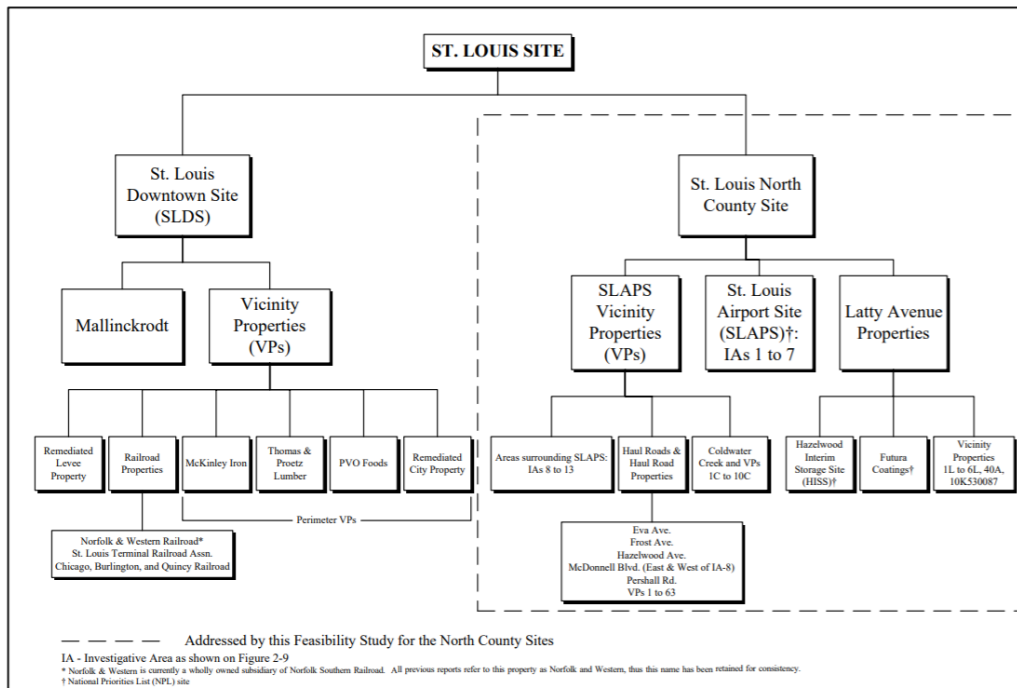 ST. LOUIS SITE
St. Louis
Downtown Site
(SLDS)
St. Louis North
County Site
Mallinckrodt
Vicinity
Properties
(VPs)
SLAPS
Vicinity
Properties
(VPs)
St. Louis
Airport Site
(SLAPS)†:
IAs 1 to 7
Latty Avenue
Properties
Remediated
Levee
Property
Railroad
Properties
McKinley Iron
Thomas &
Proetz
Lumber
PVO Foods
Remediated
City Property
Areas surrounding SLAPS:
IAs 8 to 13
Haul Roads &
Haul Road
Properties
Coldwater
Creek and VPs
1C to 10C
Hazelwood
Interim
Storage Site
(HISS)†
Futura
Coatings†
Vicinity
Properties
1L to 6L, 40A,
10K530087
Perimeter VPs
Norfolk & Western Railroad*
St. Louis Terminal Railroad Assn.
Chicago, Burlington, and Quincy Railroad
Eva Ave.
Frost Ave.
Hazelwood Ave.
McDonnell Blvd. (East & West of IA-8)
Pershall Rd.
VPs 1 to 63
Addressed by this Feasibility Study for the North County Sites
IA - Investigative Area as shown on Figure 2-9
* Norfolk & Western is currently a wholly owned subsidiary of Norfolk Southern Railroad. All previous reports refer to this property as Norfolk and Western, thus this name has been retained for consistency.
† National Priorities List (NPL) site